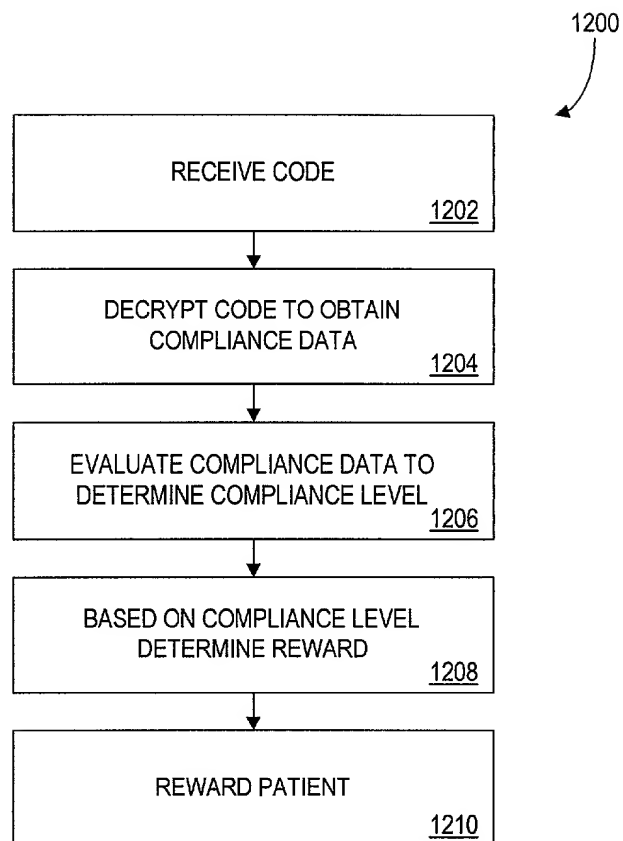 1200
RECEIVE CODE
1202
DECRYPT CODE TO OBTAIN
COMPLIANCE DATA
1204
EVALUATE COMPLIANCE DATA TO
DETERMINE COMPLIANCE LEVEL
1206
BASED ON COMPLIANCE LEVEL
DETERMINE REWARD
1208
REWARD PATIENT
1210